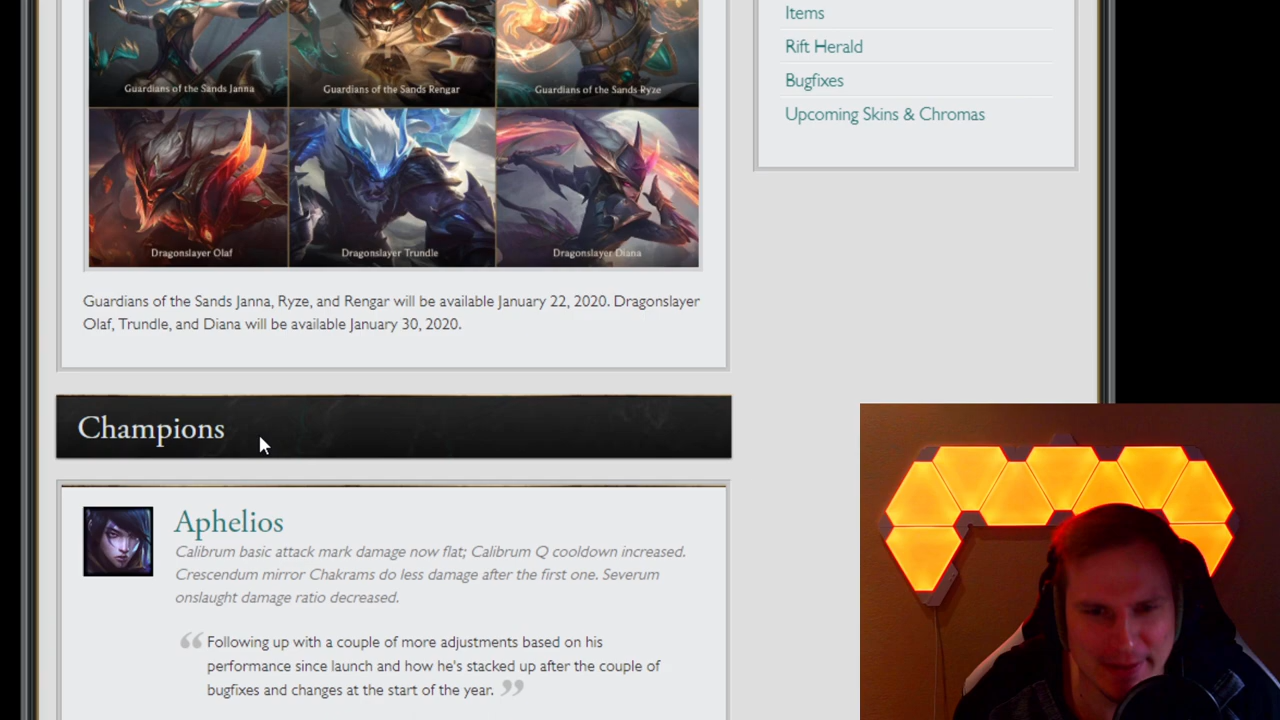 Items
Rift Herald
Bugfixes
Upcoming Skins & Chromas
Guardians of the Sands Janna
Guardians of the Sands Rengar
Guardians of the Sands Ryze
Dragonslayer Olaf
Dragonslayer Trundle
Dragonslayer Diana
Guardians of the Sands Janna, Ryze, and Rengar will be available January 22, 2020. Dragonslayer
Olaf, Trundle, and Diana will be available January 30, 2020.
Champions
Aphelios
Calibrum basic attack mark damage now flat; Calibrum Q cooldown increased.
Crescendum mirror Chakrams do less damage after the first one. Severum
onslaught damage ratio decreased.
“ Following up with a couple of more adjustments based on his
performance since launch and how he's stacked up after the couple of
bugfixes and changes at the start of the year. ”